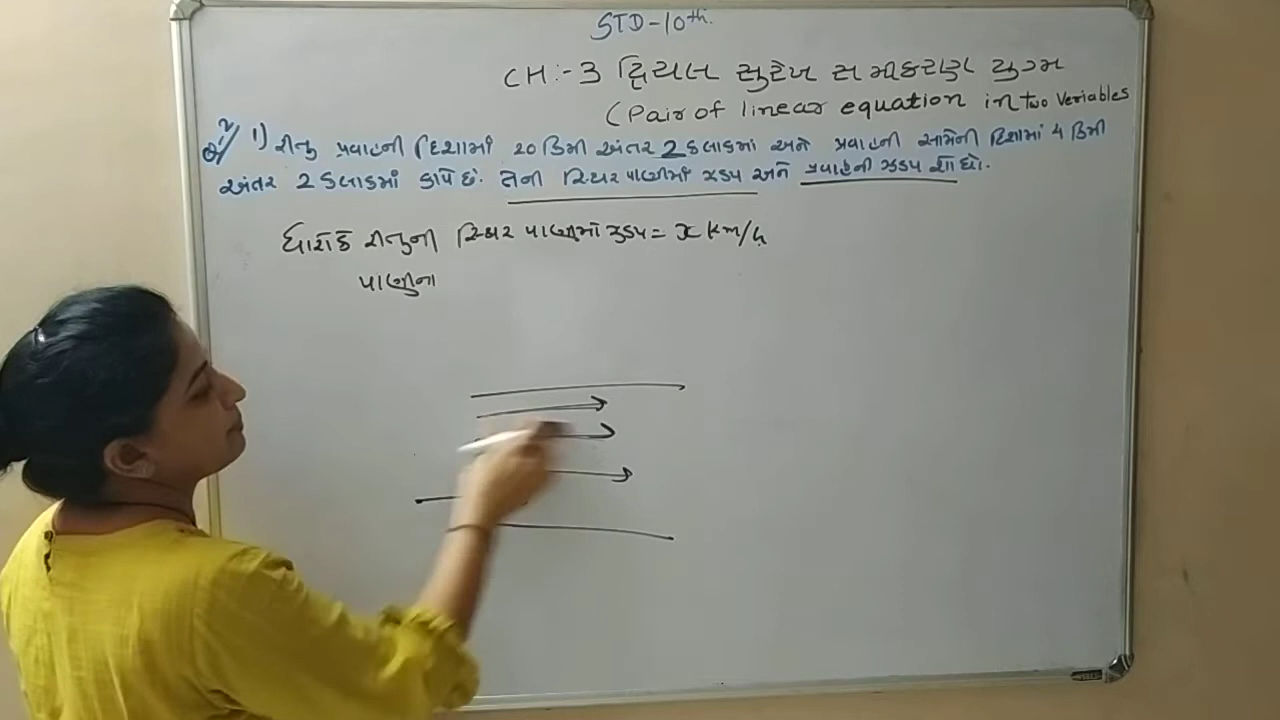 STD-10th.
CH:-3 દ્વિચલ સુરેખ સમીકરણ યુગ્મ
(Pair of linear equation in two Veriables
1) રીતુ પ્રવાહની દિશામાં 20 કિમી અંતર 2 કલાકમાં અને પ્રવાહની સામેની દિશામાં 4 કિમી
અંતર 2 કલાકમાં કાપે છે. તેની સ્થિર પાણીમાં ઝડપ અને પ્રવાહની ઝડપ શોધો.
ધારોકે રીતુની સ્થિર પાણીમાં ઝડપ = x km/h
પાણીના